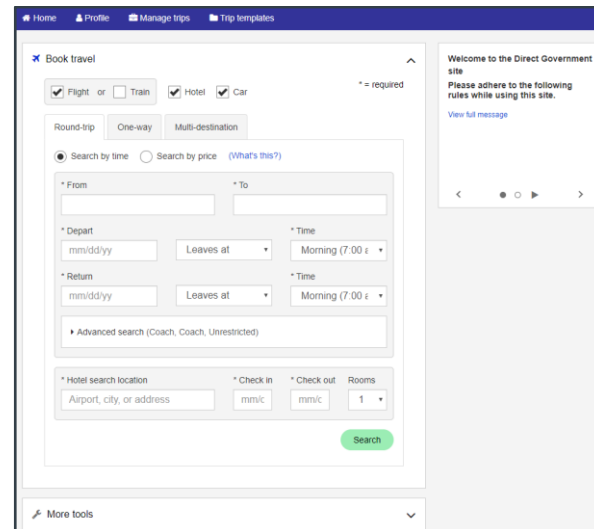 Home Profile Manage trips Trip templates
Book travel
Flight or Train Hotel Car * = required
Round-trip One-way Multi-destination
Search by time Search by price (What's this?)
* From * To
* Depart * Time
mm/dd/yy Leaves at Morning (7:00 a
* Return * Time
mm/dd/yy Leaves at Morning (7:00 a
Advanced search (Coach, Coach, Unrestricted)
* Hotel search location * Check in * Check out Rooms
Airport, city, or address mm/c mm/c 1
Search
More tools
Welcome to the Direct Government
site
Please adhere to the following
rules while using this site.
View full message